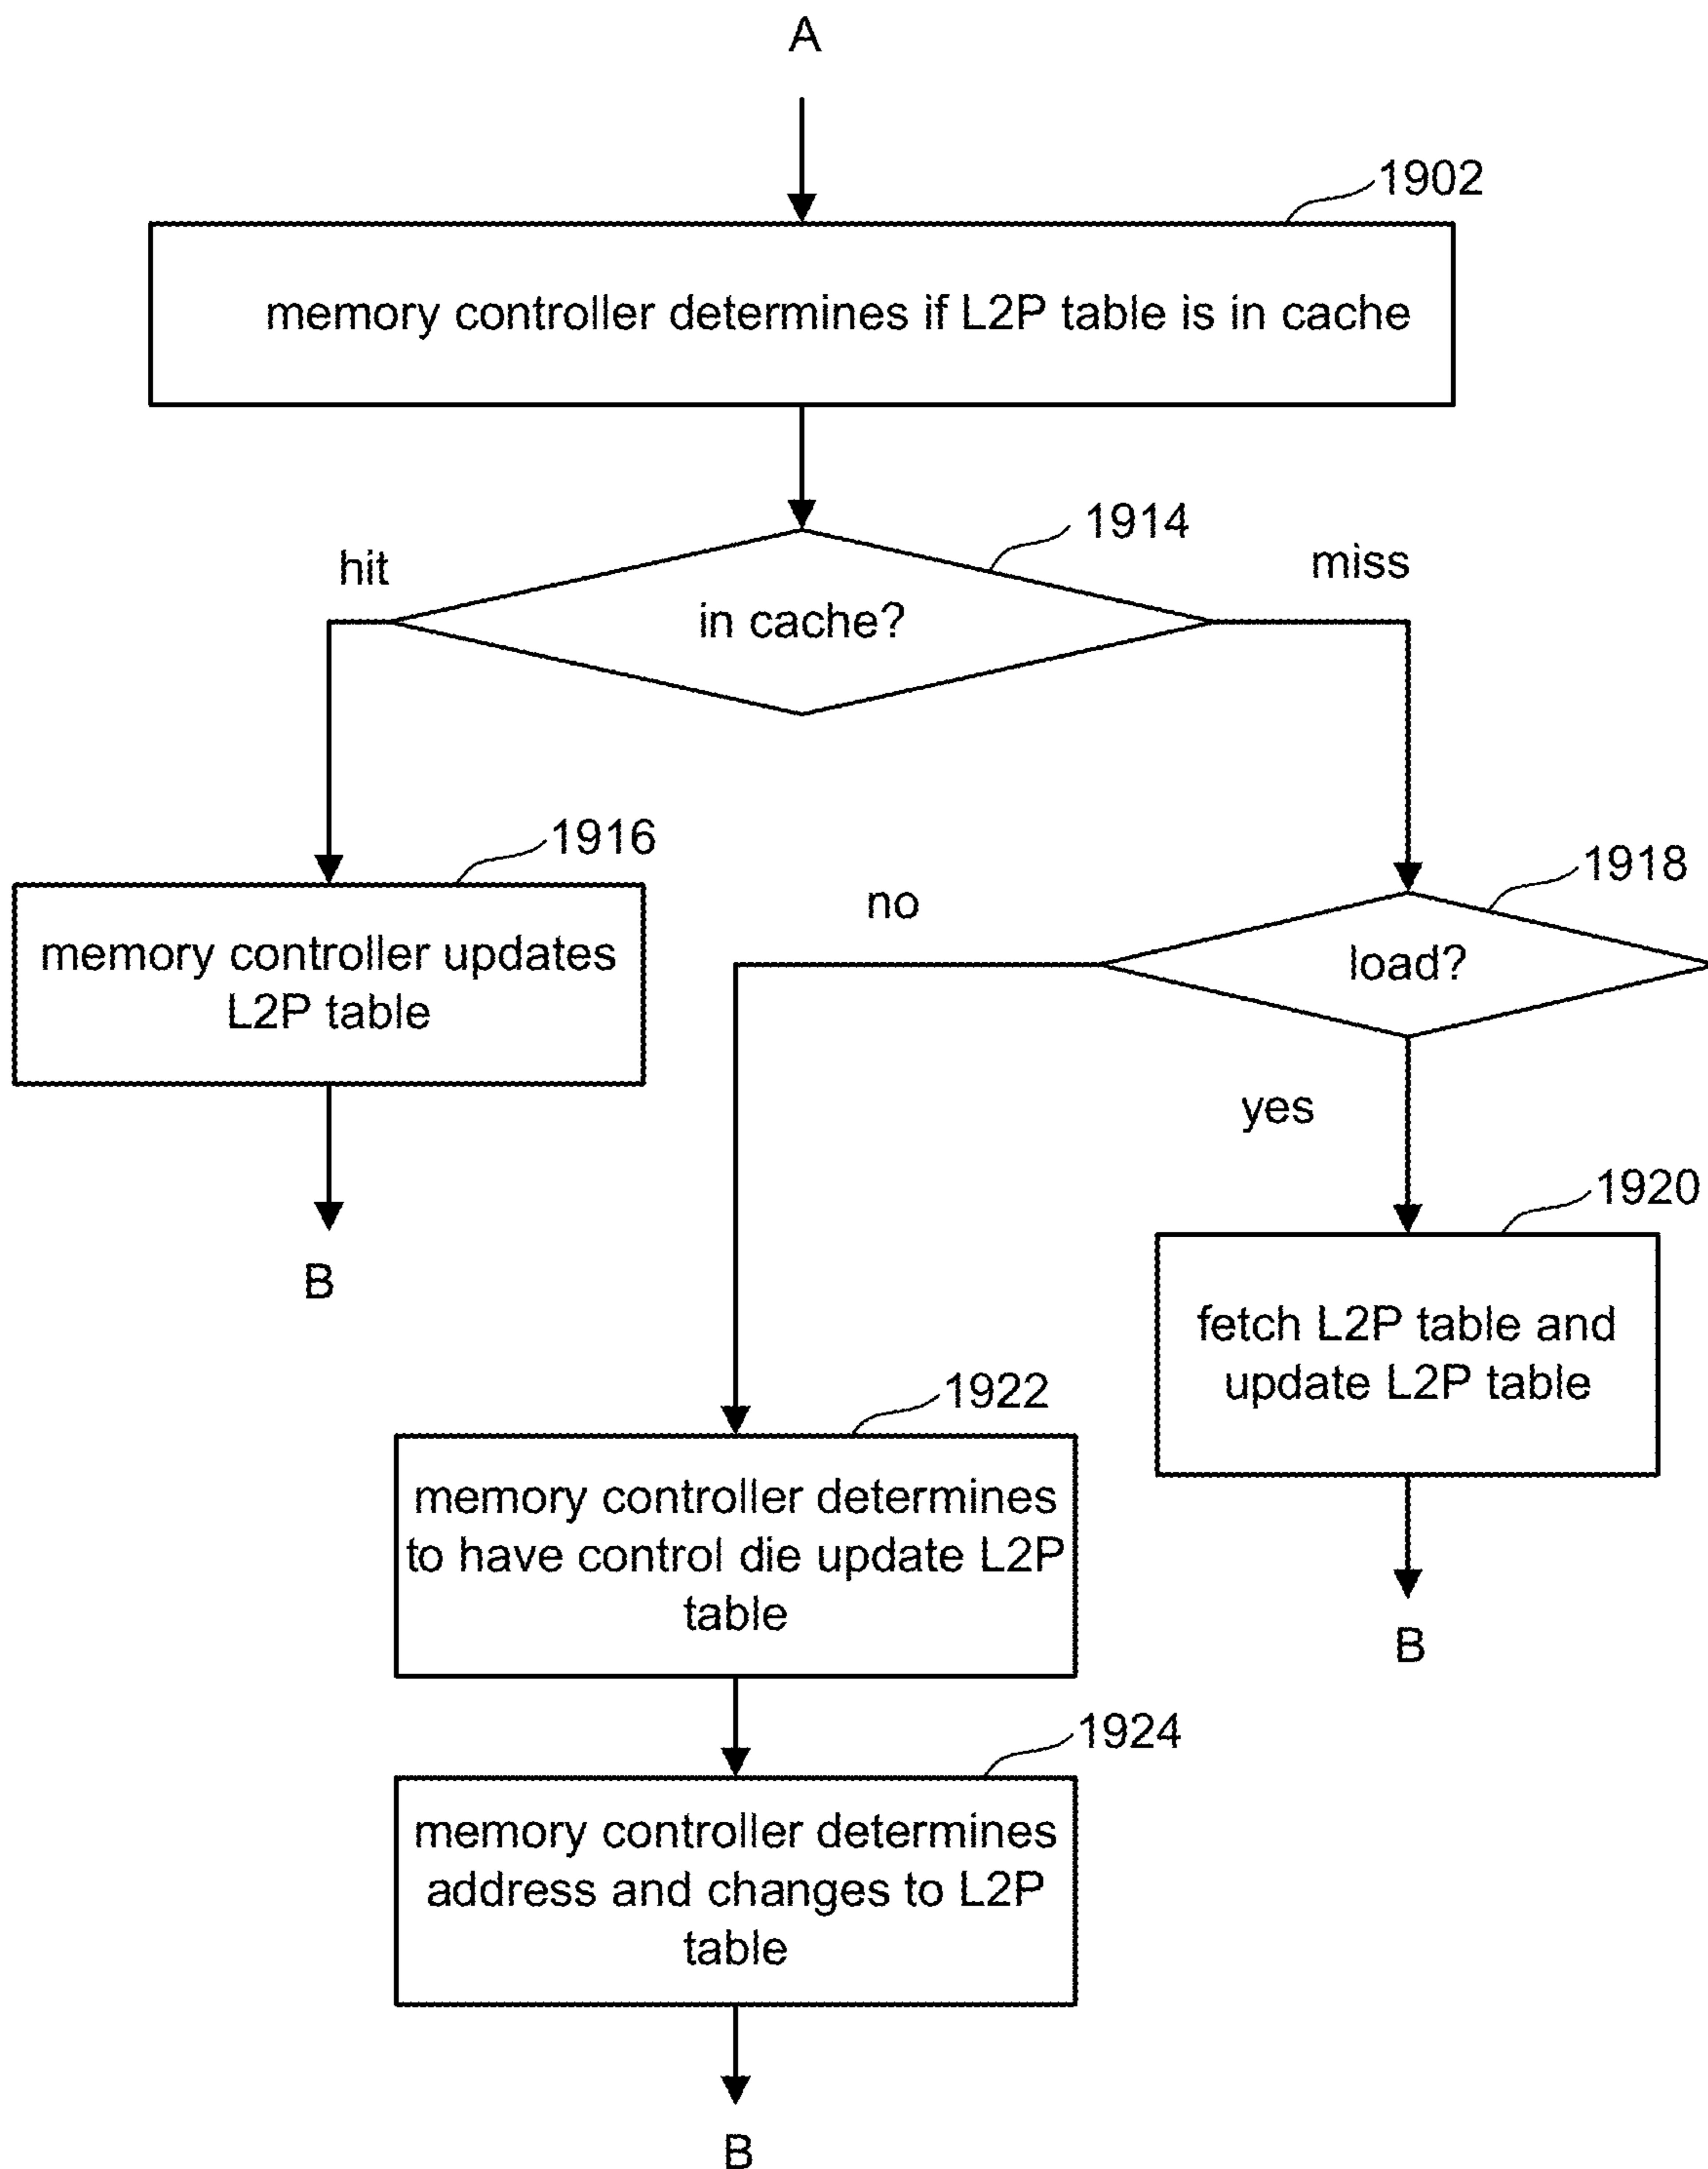 A
1902
memory controller determines if L2P table is in cache
1914
hit
miss
in cache?
1916
memory controller updates
L2P table
B
1918
no
load?
yes
1920
fetch L2P table and
update L2P table
B
1922
memory controller determines
to have control die update L2P
table
1924
memory controller determines
address and changes to L2P
table
B